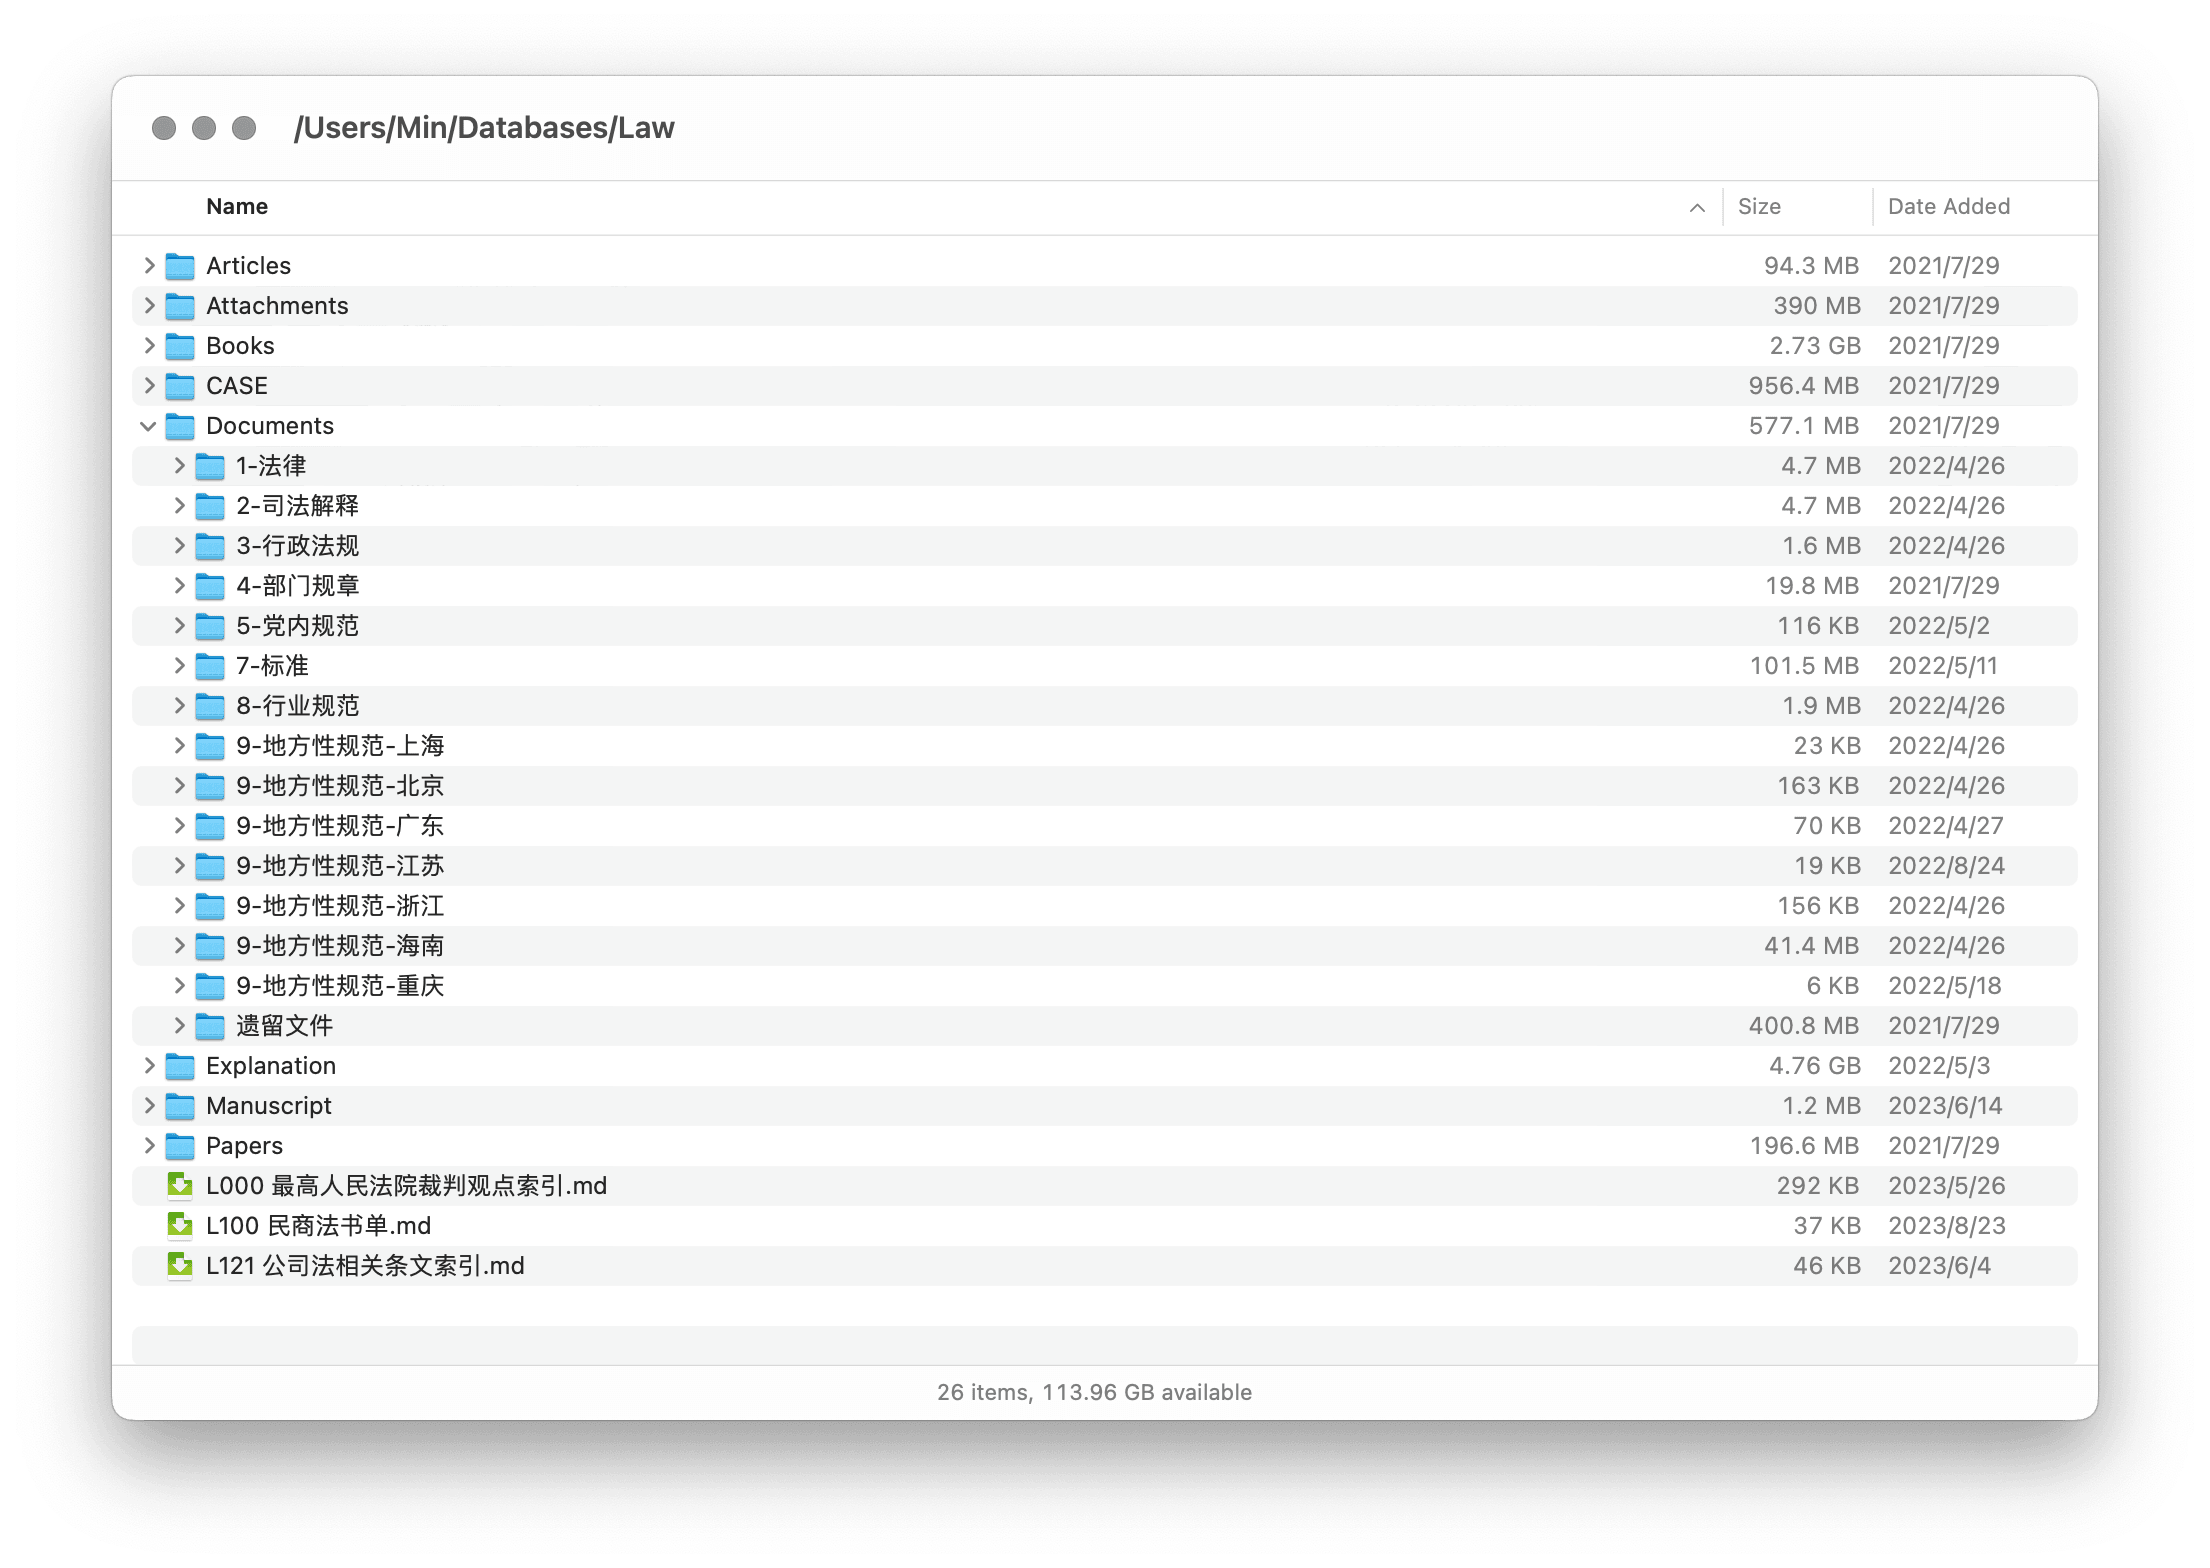 /Users/Min/Databases/Law
Name Size Date Added
Articles 94.3 MB 2021/7/29
Attachments 390 MB 2021/7/29
Books 2.73 GB 2021/7/29
CASE 956.4 MB 2021/7/29
Documents 577.1 MB 2021/7/29
1-法律 4.7 MB 2022/4/26
2-司法解释 4.7 MB 2022/4/26
3-行政法规 1.6 MB 2022/4/26
4-部门规章 19.8 MB 2021/7/29
5-党内规范 116 KB 2022/5/2
7-标准 101.5 MB 2022/5/11
8-行业规范 1.9 MB 2022/4/26
9-地方性规范-上海 23 KB 2022/4/26
9-地方性规范-北京 163 KB 2022/4/26
9-地方性规范-广东 70 KB 2022/4/27
9-地方性规范-江苏 19 KB 2022/8/24
9-地方性规范-浙江 156 KB 2022/4/26
9-地方性规范-海南 41.4 MB 2022/4/26
9-地方性规范-重庆 6 KB 2022/5/18
遗留文件 400.8 MB 2021/7/29
Explanation 4.76 GB 2022/5/3
Manuscript 1.2 MB 2023/6/14
Papers 196.6 MB 2021/7/29
L000 最高人民法院裁判观点索引.md 292 KB 2023/5/26
L100 民商法书单.md 37 KB 2023/8/23
L121 公司法相关条文索引.md 46 KB 2023/6/4
26 items, 113.96 GB available